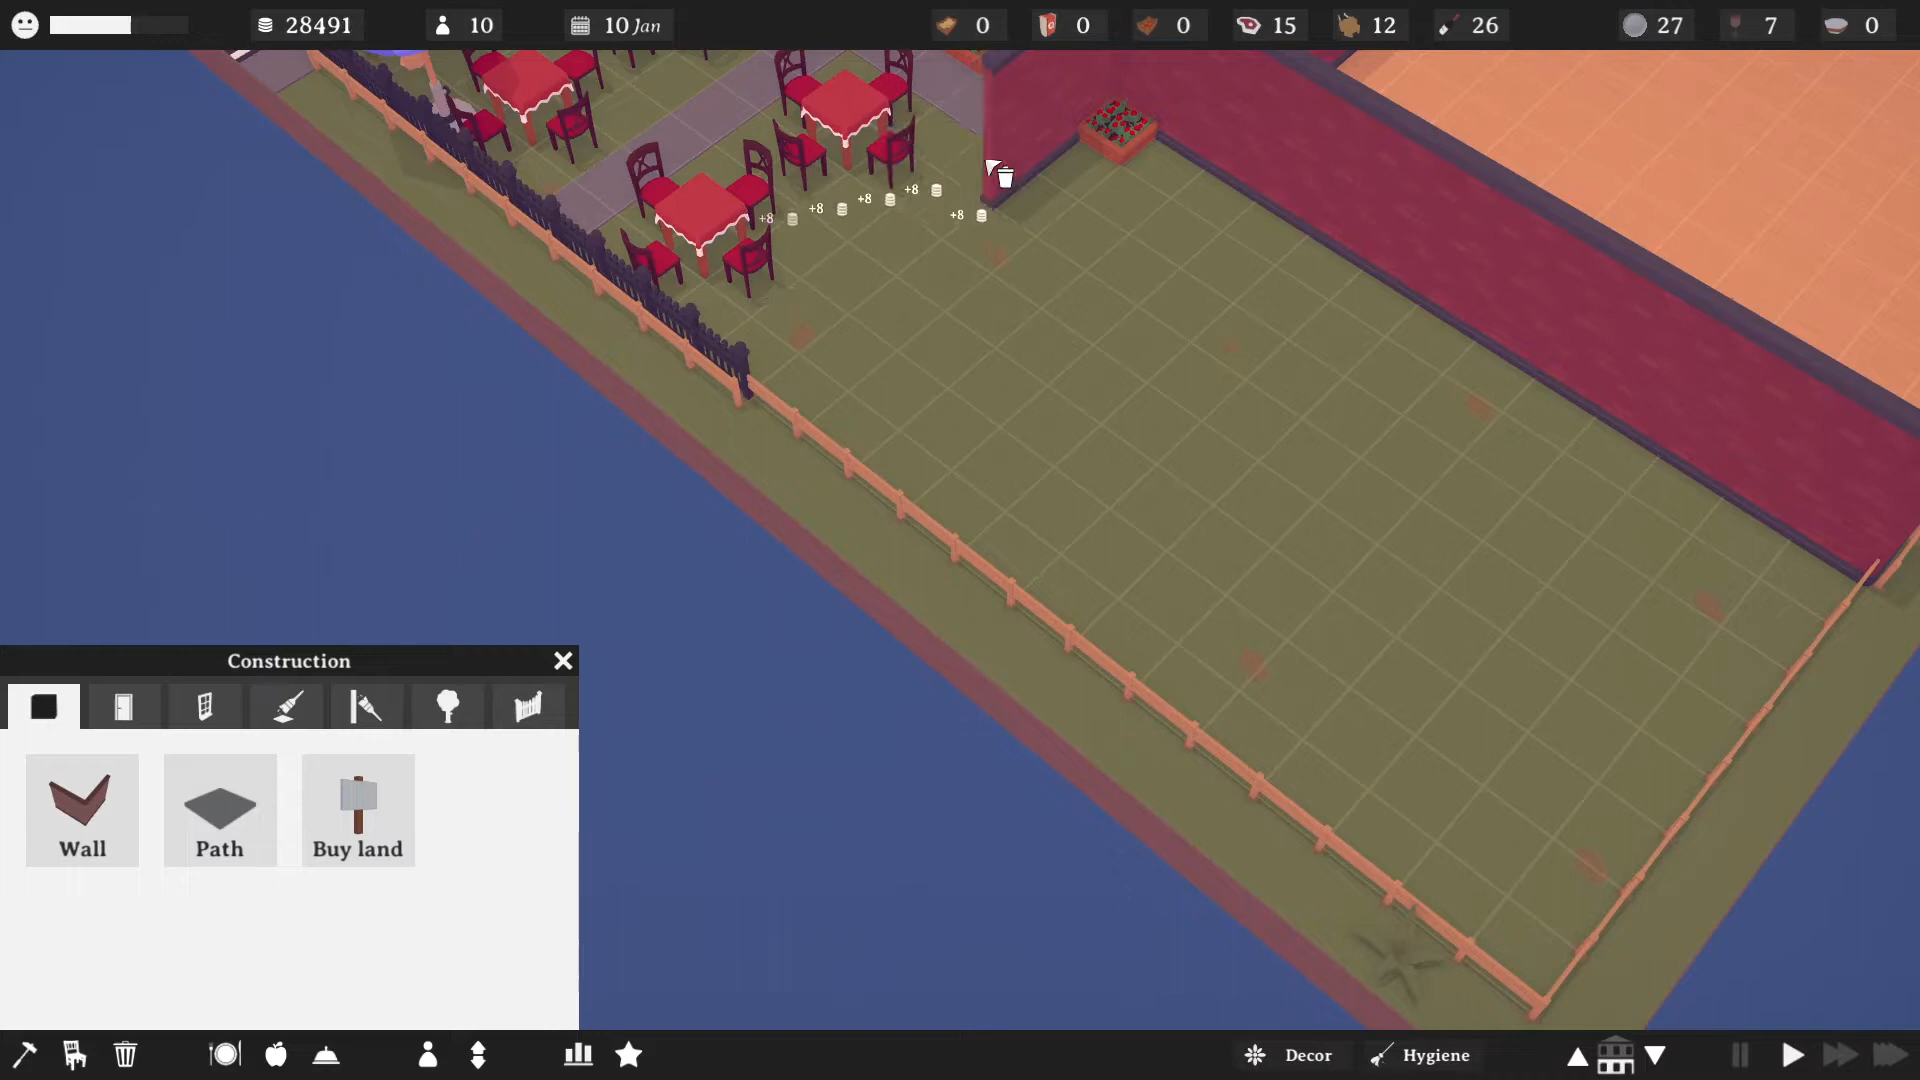 28491
10
10 Jan
0
0
0
15
12
26
27
7
0
+8
+8
+8
+8
+8
Construction
Wall
Path
Buy land
Decor
Hygiene